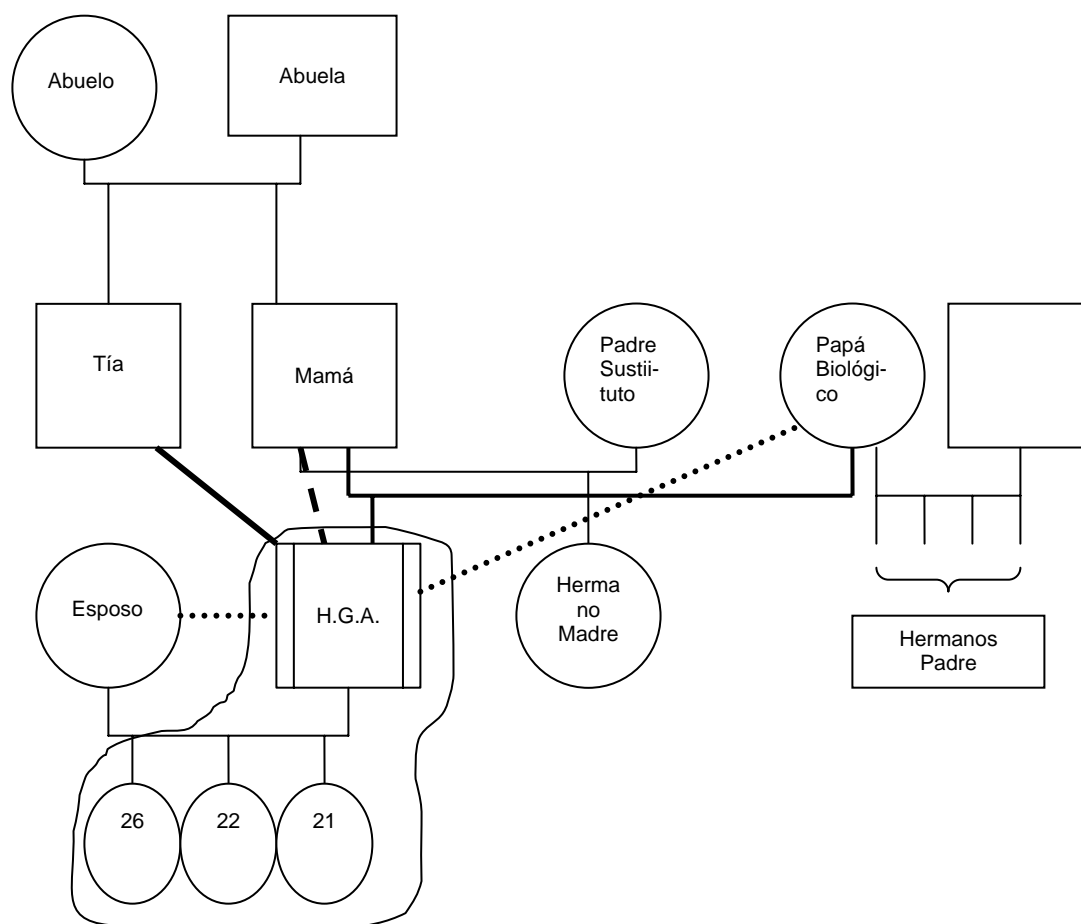 Abuelo
Abuela
Tía
Mamá
Padre
Sustii-
tuto
Papá
Biológi-
co
Esposo
H.G.A.
Herma
no
Madre
Hermanos
Padre
26
22
21